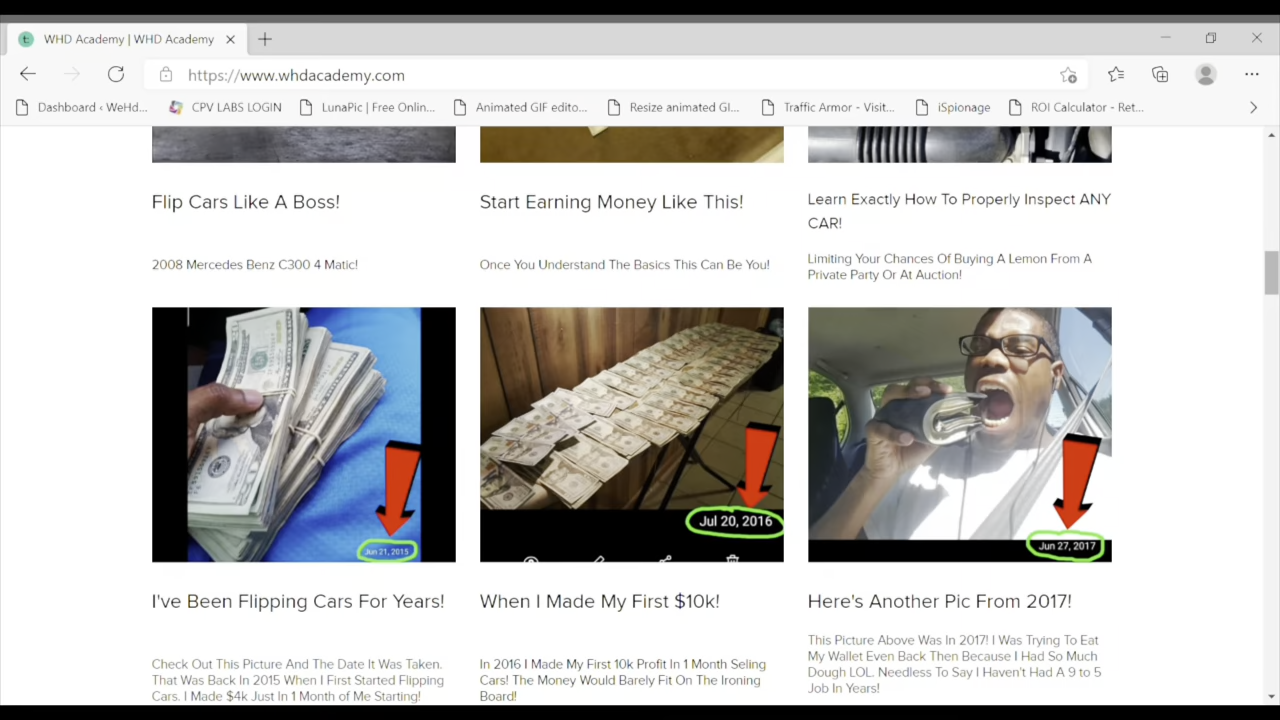 WHD Academy | WHD Academy
https://www.whdacademy.com
Dashboard ‹ WeHd...
CPV LABS LOGIN
LunaPic | Free Onlin...
Animated GIF edito...
Resize animated GI...
Traffic Armor - Visit...
iSpionage
ROI Calculator - Ret...
Flip Cars Like A Boss!
2008 Mercedes Benz C300 4 Matic!
Start Earning Money Like This!
Once You Understand The Basics This Can Be You!
Learn Exactly How To Properly Inspect ANY
CAR!
Limiting Your Chances Of Buying A Lemon From A
Private Party Or At Auction!
Jun 21, 2015
I've Been Flipping Cars For Years!
Check Out This Picture And The Date It Was Taken.
That Was Back In 2015 When I First Started Flipping
Cars. I Made $4k Just In 1 Month of Me Starting!
Jul 20, 2016
When I Made My First $10k!
In 2016 I Made My First 10k Profit In 1 Month Seling
Cars! The Money Would Barely Fit On The Ironing
Board!
Jun 27, 2017
Here's Another Pic From 2017!
This Picture Above Was In 2017! I Was Trying To Eat
My Wallet Even Back Then Because I Had So Much
Dough LOL. Needless To Say I Haven't Had A 9 to 5
Job In Years!